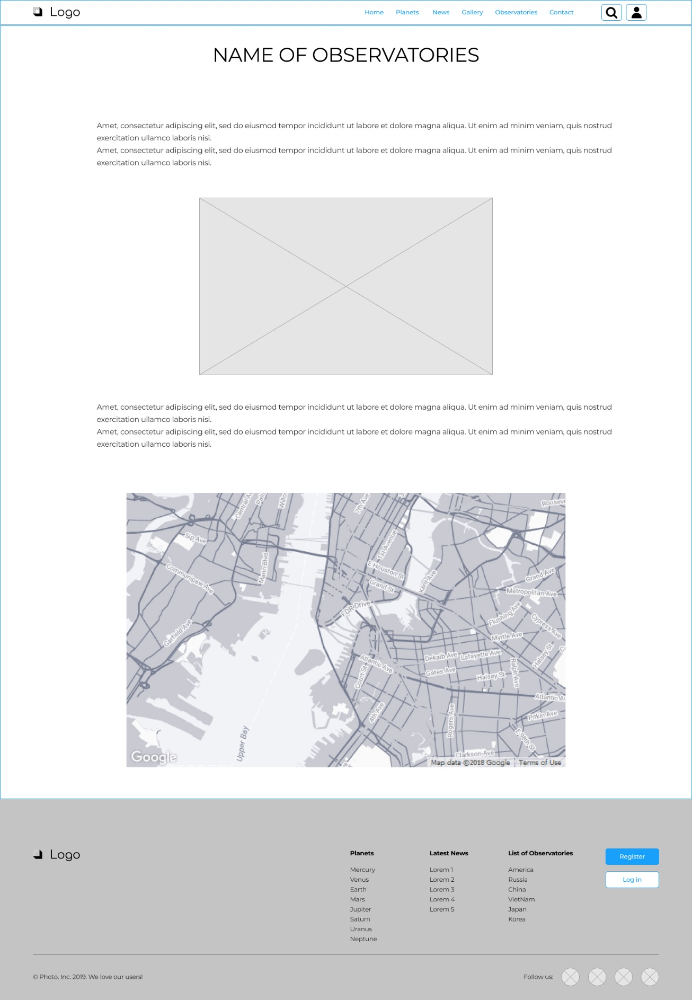 Logo
Home Planets News Gallery Observatories Contact
NAME OF OBSERVATORIES
Amet, consectetur adipiscing elit, sed do eiusmod tempor incididunt ut labore et dolore magna aliqua. Ut enim ad minim veniam, quis nostrud
exercitation ullamco laboris nisi.
Amet, consectetur adipiscing elit, sed do eiusmod tempor incididunt ut labore et dolore magna aliqua. Ut enim ad minim veniam, quis nostrud
exercitation ullamco laboris nisi.
Amet, consectetur adipiscing elit, sed do eiusmod tempor incididunt ut labore et dolore magna aliqua. Ut enim ad minim veniam, quis nostrud
exercitation ullamco laboris nisi.
Amet, consectetur adipiscing elit, sed do eiusmod tempor incididunt ut labore et dolore magna aliqua. Ut enim ad minim veniam, quis nostrud
exercitation ullamco laboris nisi.
Central Av
7th Ave
Sip Ave
1st Avenue
Marin Blvd
Communipaw Ave
E Houston St
Grand St
Kent Ave
Grand Ave
Metropolitan Ave
FDR Drive
Flushing Ave
Cypress Ave
Garfield Ave
Myrtle Ave
Dekalb Ave
Lafayette Ave
Halsey St
Atlantic Ave
Court St
Gates Ave
Halsey St
Ralph Ave
Atlantic Av
4th Ave
Rogers Ave
Pitkin Ave
E 98th St
Upper Bay
Clarkson Ave
Google
Map data ©2018 Google Terms of Use
Logo
Planets
Mercury
Venus
Earth
Mars
Jupiter
Saturn
Uranus
Neptune
Latest News
Lorem 1
Lorem 2
Lorem 3
Lorem 4
Lorem 5
List of Observatories
America
Russia
China
VietNam
Japan
Korea
Register
Log in
© Photo, Inc. 2019. We love our users!
Follow us: